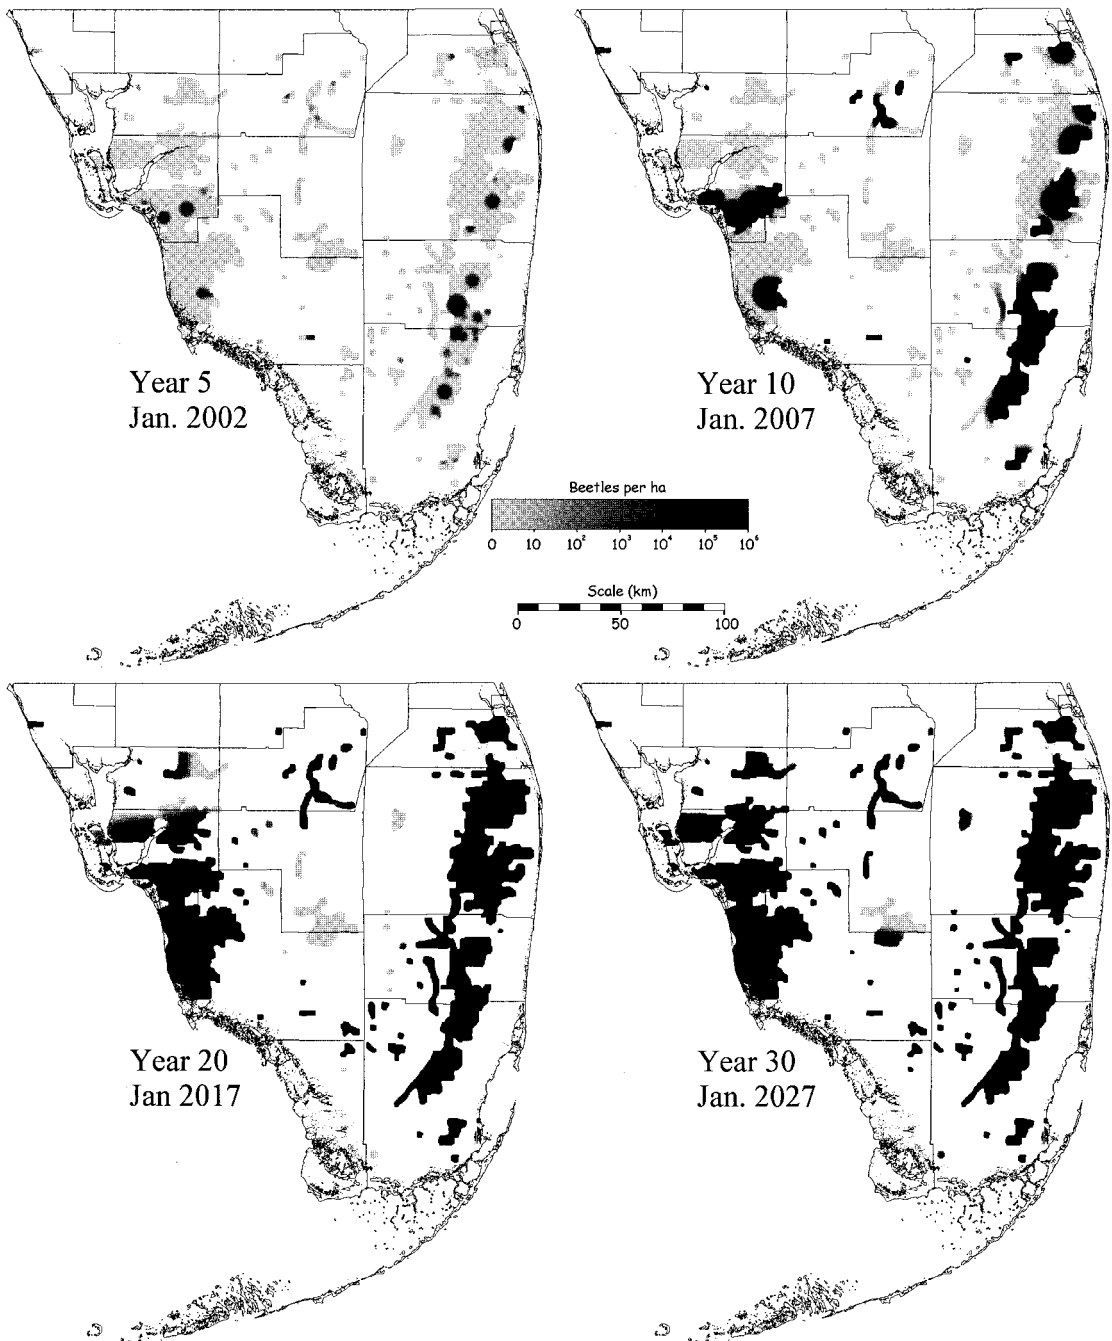 Year 5
Jan. 2002
Year 10
Jan. 2007
Beetles per ha
0 10 10² 10³ 10⁴ 10⁵ 10⁶
Scale (km)
0 50 100
Year 20
Jan 2017
Year 30
Jan. 2027